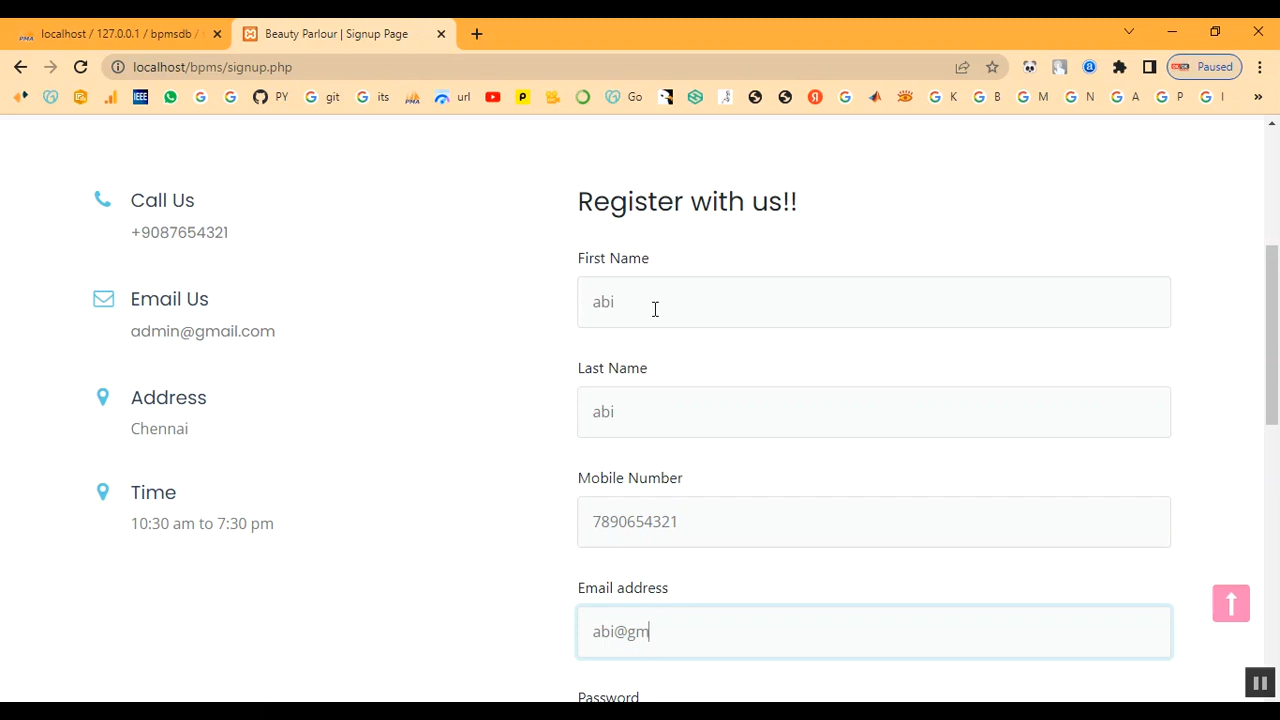 localhost / 127.0.0.1 / bpmsdb /
Beauty Parlour | Signup Page
localhost/bpms/signup.php
Paused
IEEE
PY
git
its
url
Go
K
B
M
N
A
P
I
Call Us
+9087654321
Email Us
admin@gmail.com
Address
Chennai
Time
10:30 am to 7:30 pm
Register with us!!
First Name
abi
Last Name
abi
Mobile Number
7890654321
Email address
abi@gm
Password